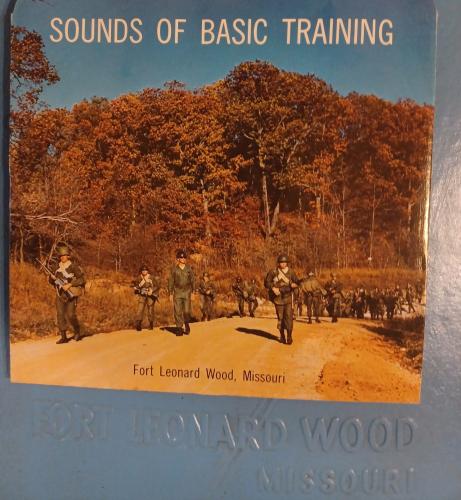 SOUNDS OF BASIC TRAINING
Fort Leonard Wood, Missouri
FORT LEONARD WOOD
MISSOURI